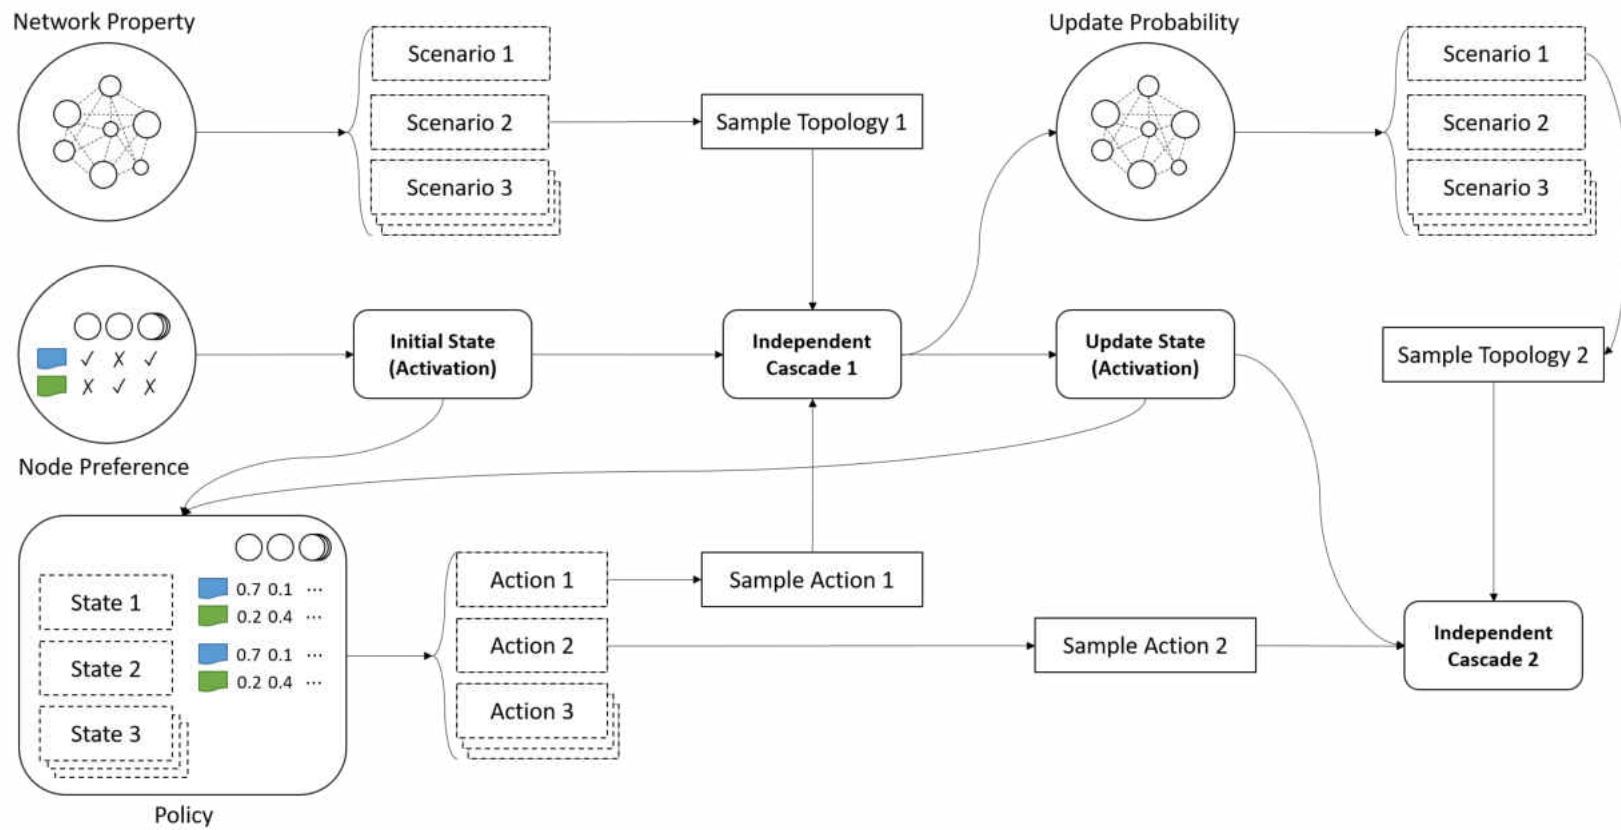 Network Property
Scenario 1
Scenario 2
Scenario 3
Sample Topology 1
Update Probability
Scenario 1
Scenario 2
Scenario 3
Initial State
(Activation)
Independent
Cascade 1
Update State
(Activation)
Sample Topology 2
Node Preference
State 1
State 2
State 3
0.7 0.1 ...
0.2 0.4 ...
0.7 0.1 ...
0.2 0.4 ...
Policy
Action 1
Action 2
Action 3
Sample Action 1
Sample Action 2
Independent
Cascade 2